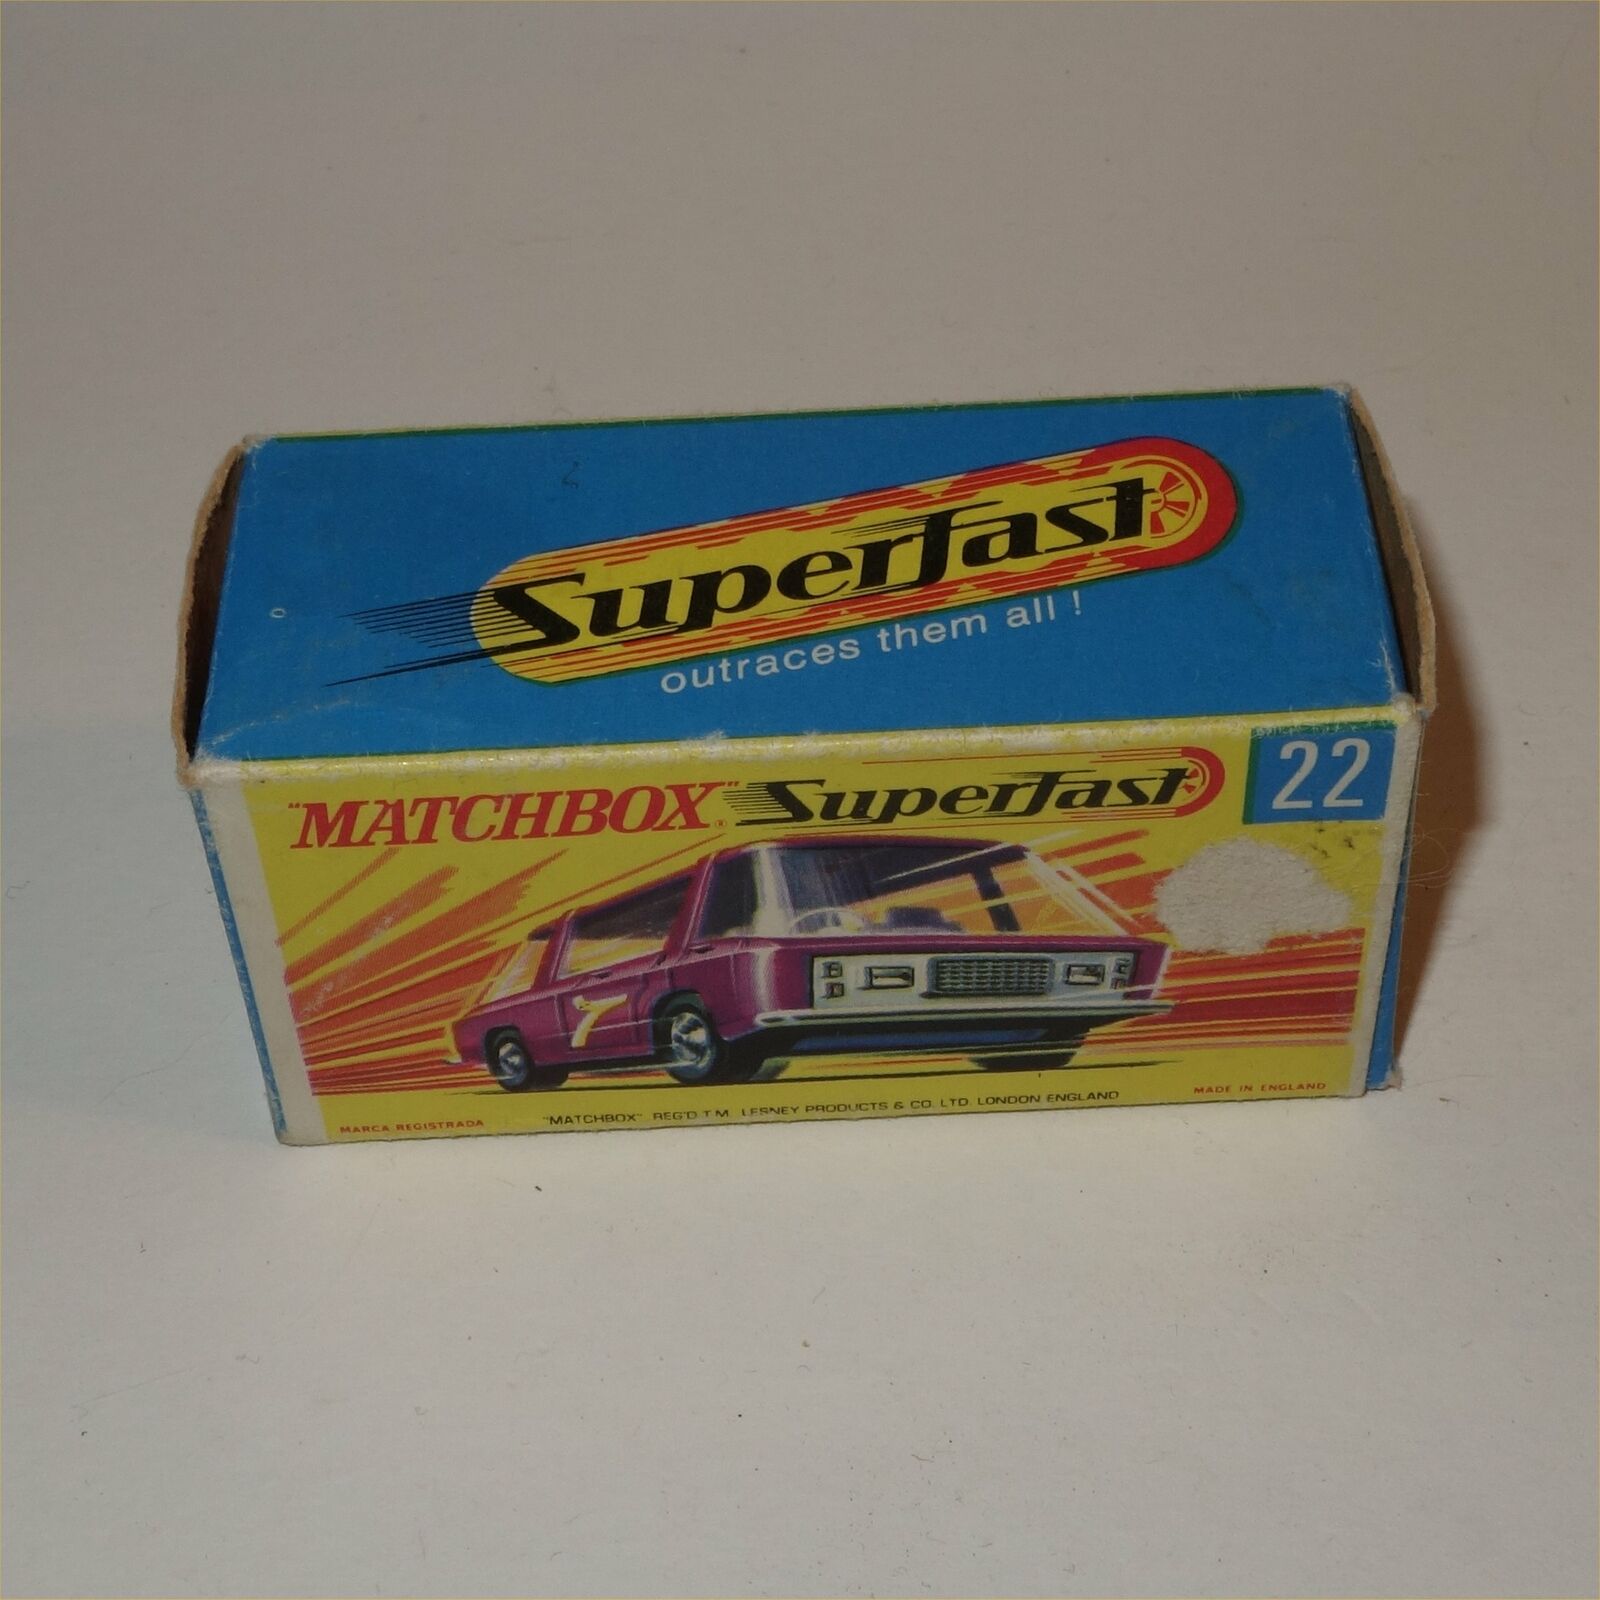 Superfast
outraces them all !
"MATCHBOX" Superfast
22
7
MARCA REGISTRADA
"MATCHBOX" REG'D T.M. LESNEY PRODUCTS & CO. LTD. LONDON ENGLAND
MADE IN ENGLAND